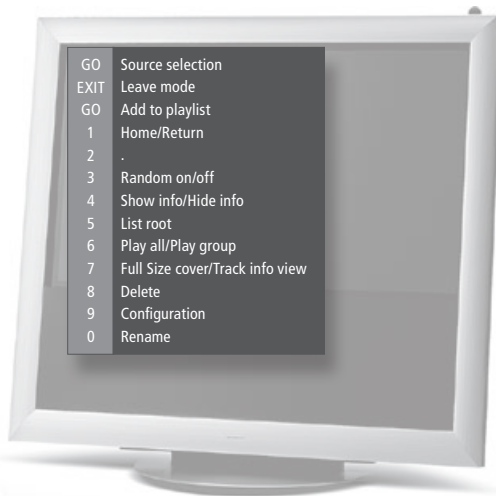 GO Source selection
EXIT Leave mode
GO Add to playlist
1 Home/Return
2 .
3 Random on/off
4 Show info/Hide info
5 List root
6 Play all/Play group
7 Full Size cover/Track info view
8 Delete
9 Configuration
0 Rename